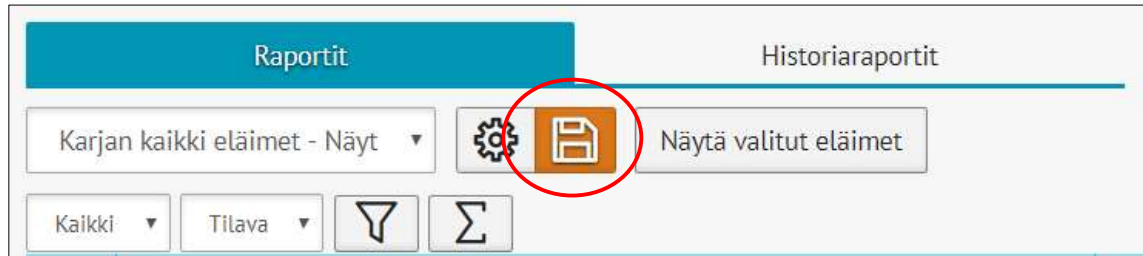 Raportit Historiaraportit
Karjan kaikki eläimet - Näyt Näytä valitut eläimet
Kaikki Tilava Σ